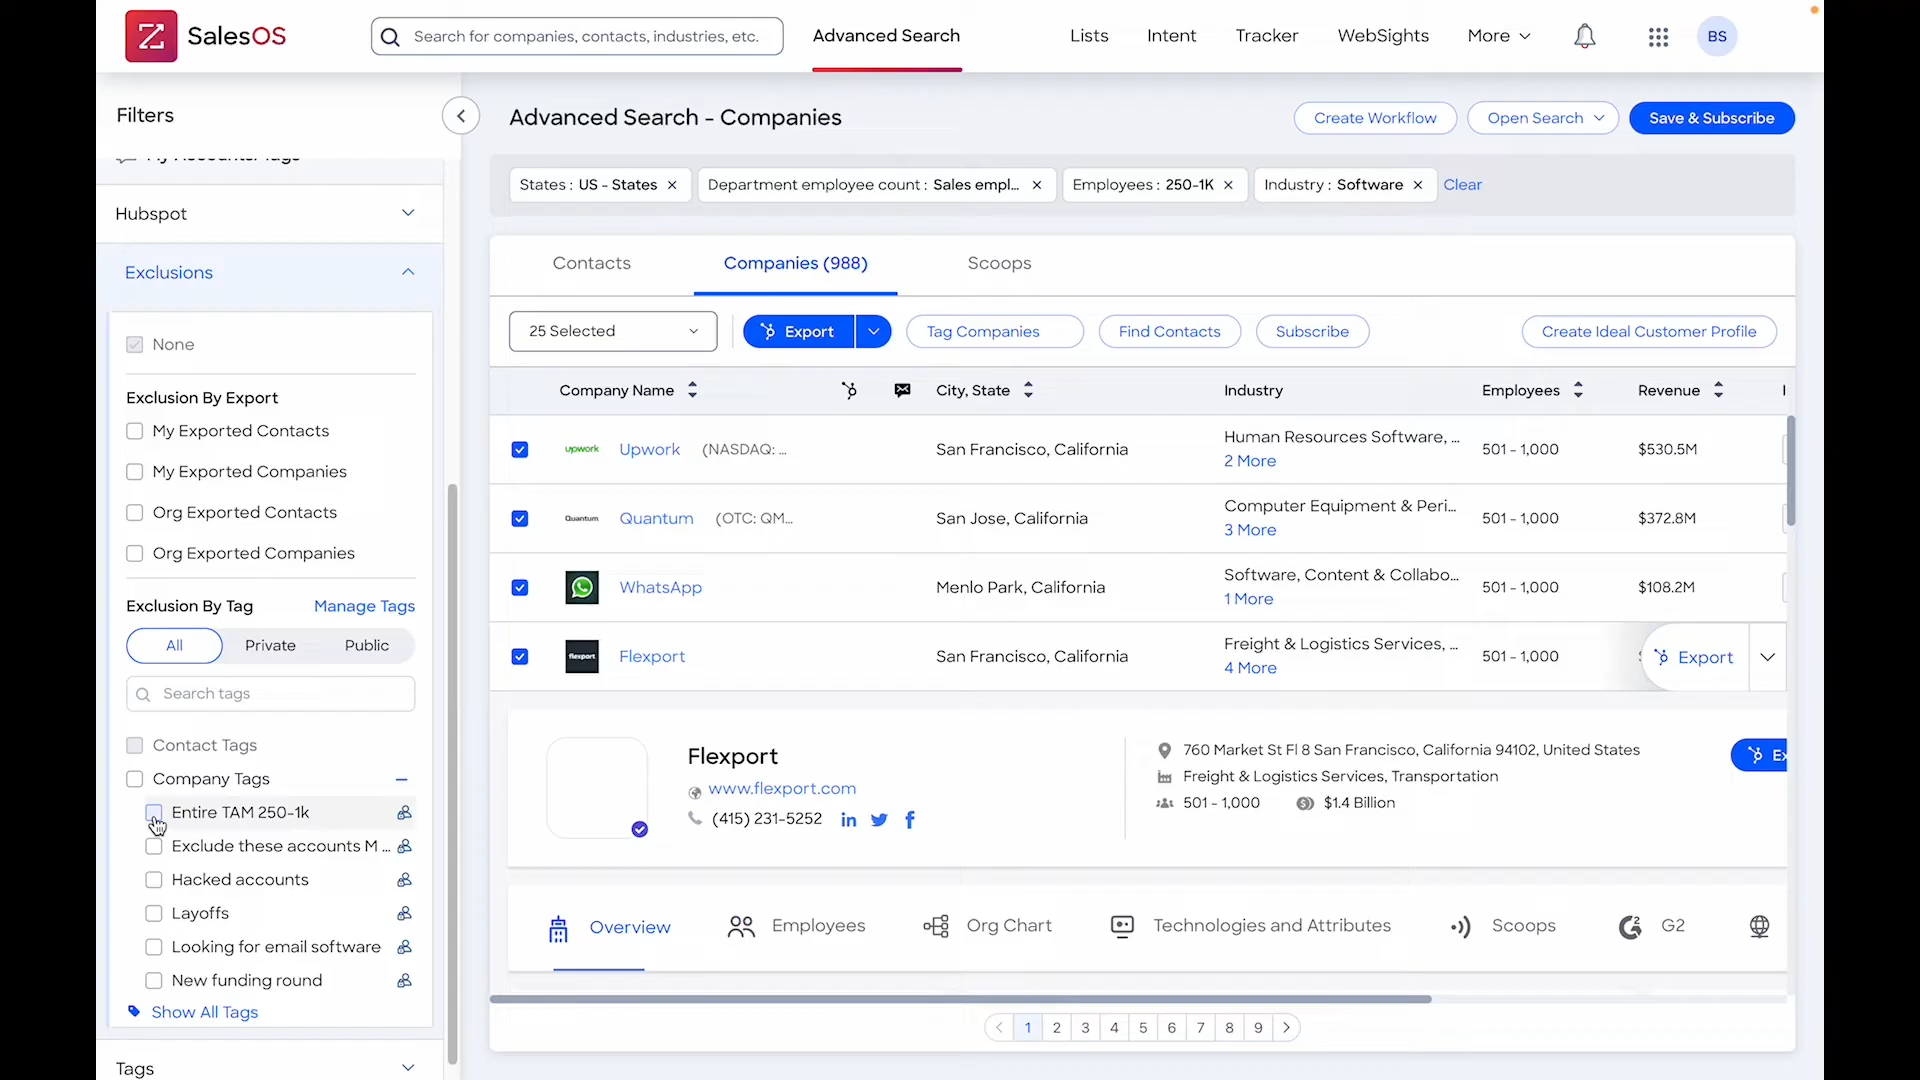 SalesOS
Search for companies, contacts, industries, etc.
Advanced Search
Lists
Intent
Tracker
WebSights
More
BS
Filters
Hubspot
Exclusions
None
Exclusion By Export
My Exported Contacts
My Exported Companies
Org Exported Contacts
Org Exported Companies
Exclusion By Tag
Manage Tags
All
Private
Public
Search tags
Contact Tags
Company Tags
Entire TAM 250-1k
Exclude these accounts M ...
Hacked accounts
Layoffs
Looking for email software
New funding round
Show All Tags
Tags
Advanced Search - Companies
Create Workflow
Open Search
Save & Subscribe
States : US - States
Department employee count : Sales empl...
Employees : 250-1K
Industry : Software
Clear
Contacts
Companies (988)
Scoops
25 Selected
Export
Tag Companies
Find Contacts
Subscribe
Create Ideal Customer Profile
Company Name
City, State
Industry
Employees
Revenue
upwork
Upwork (NASDAQ: ...
San Francisco, California
Human Resources Software, ...
2 More
501 - 1,000
$530.5M
Quantum
Quantum (OTC: QM...
San Jose, California
Computer Equipment & Peri...
3 More
501 - 1,000
$372.8M
WhatsApp
Menlo Park, California
Software, Content & Collabo...
1 More
501 - 1,000
$108.2M
flexport
Flexport
San Francisco, California
Freight & Logistics Services, ...
4 More
501 - 1,000
Export
Flexport
www.flexport.com
(415) 231-5252
760 Market St Fl 8 San Francisco, California 94102, United States
Freight & Logistics Services, Transportation
501 - 1,000
$1.4 Billion
Ex
Overview
Employees
Org Chart
Technologies and Attributes
Scoops
G2
1 2 3 4 5 6 7 8 9